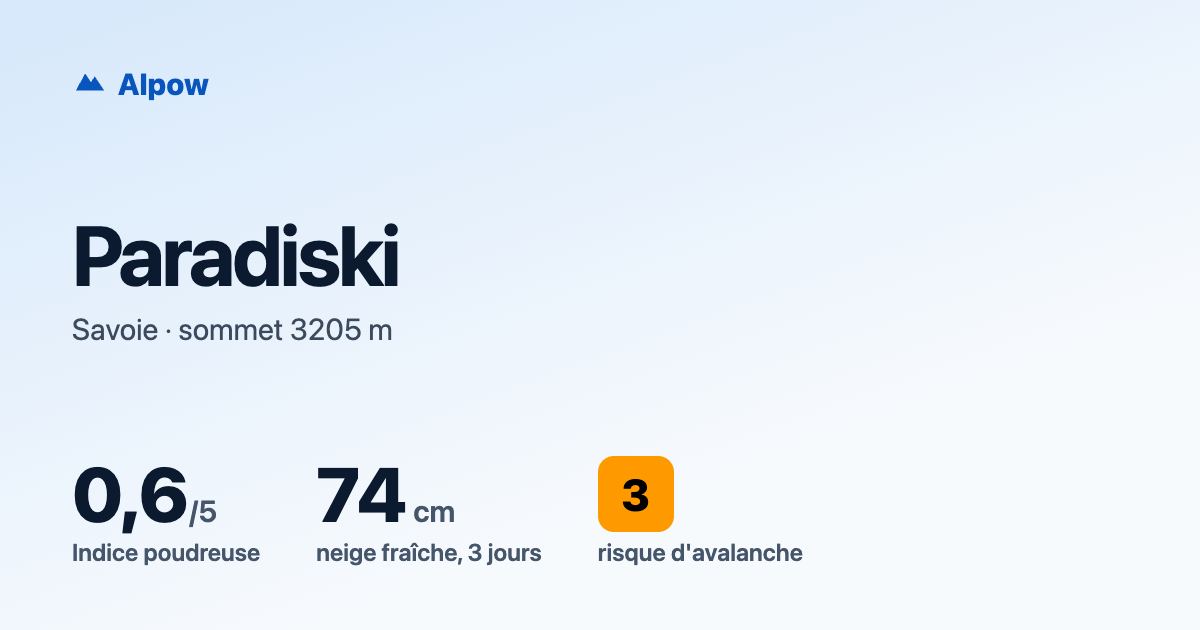 Alpow
Paradiski
Savoie · sommet 3205 m
0,6/5
Indice poudreuse
74 cm
neige fraîche, 3 jours
3
risque d'avalanche